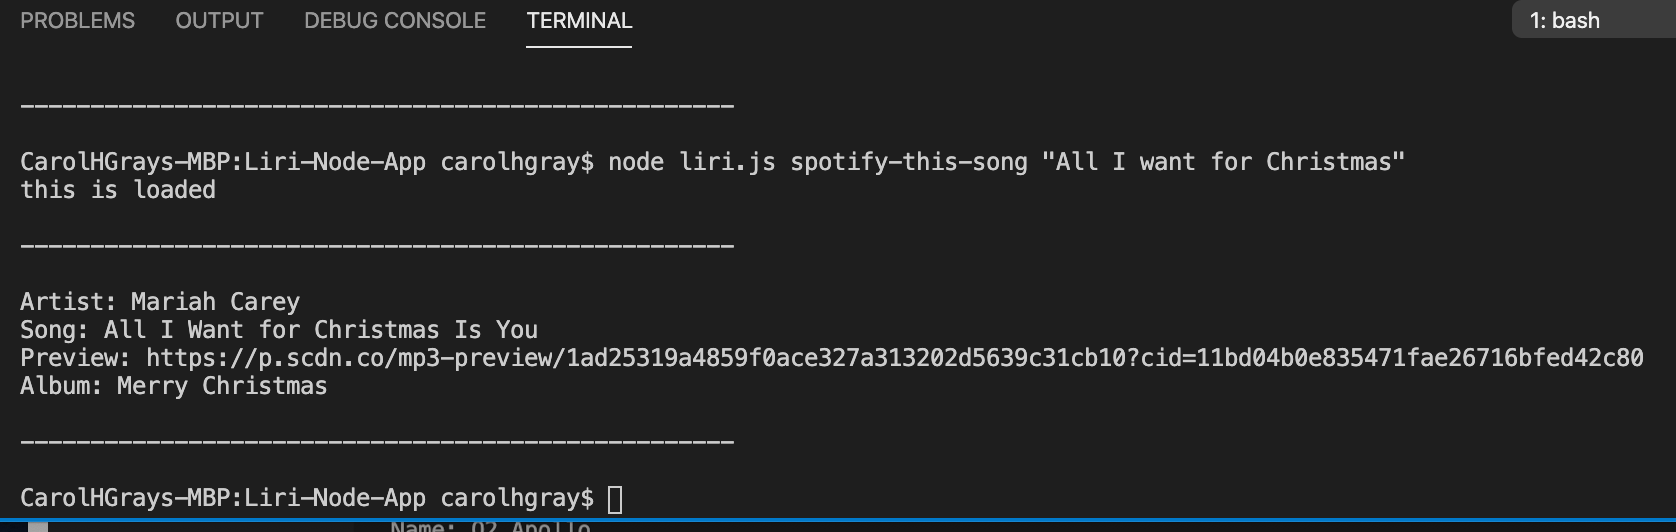 PROBLEMS OUTPUT DEBUG CONSOLE TERMINAL 1: bash
---------------------------------------------------
CarolHGrays-MBP:Liri-Node-App carolhgray$ node liri.js spotify-this-song "All I want for Christmas"
this is loaded
---------------------------------------------------
Artist: Mariah Carey
Song: All I Want for Christmas Is You
Preview: https://p.scdn.co/mp3-preview/1ad25319a4859f0ace327a313202d5639c31cb10?cid=11bd04b0e835471fae26716bfed42c80
Album: Merry Christmas
---------------------------------------------------
CarolHGrays-MBP:Liri-Node-App carolhgray$
Name: O2 Apollo